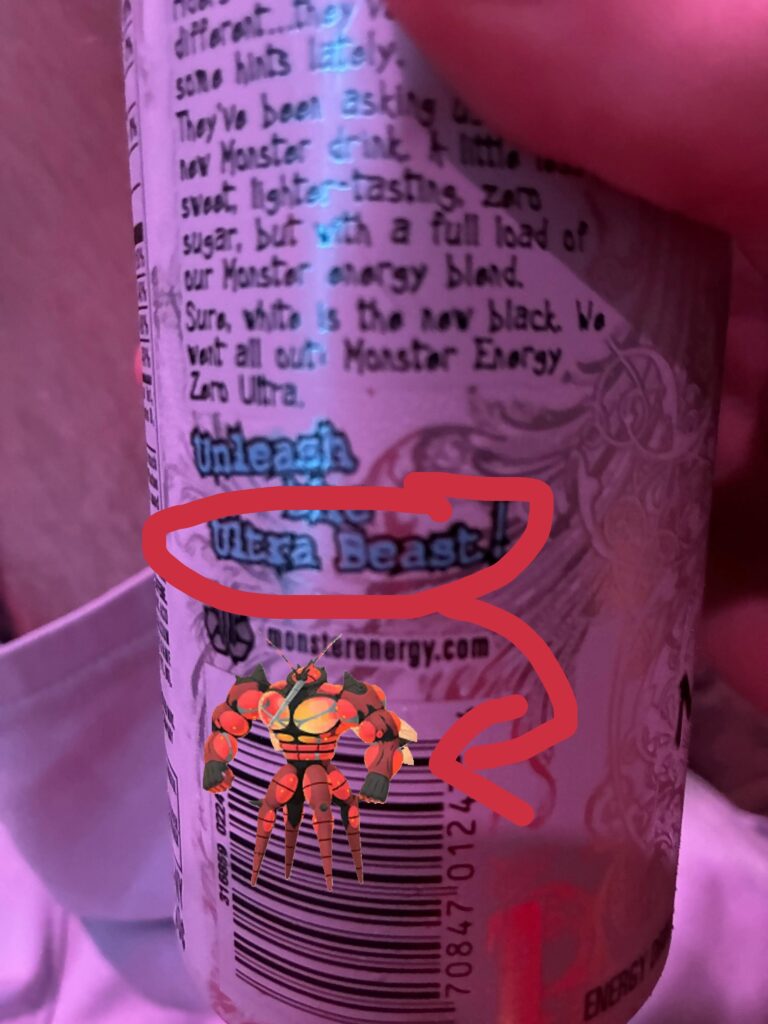 different...they
some hints lately.
They've been asking
new Monster drink. A little
sweet, lighter-tasting, zero
sugar, but with a full load of
our Monster energy blend.
Sure, white is the new black. We
went all out: Monster Energy
Zero Ultra.
Unleash
the
Ultra Beast!
monsterenergy.com
70847 0124
ENERGY